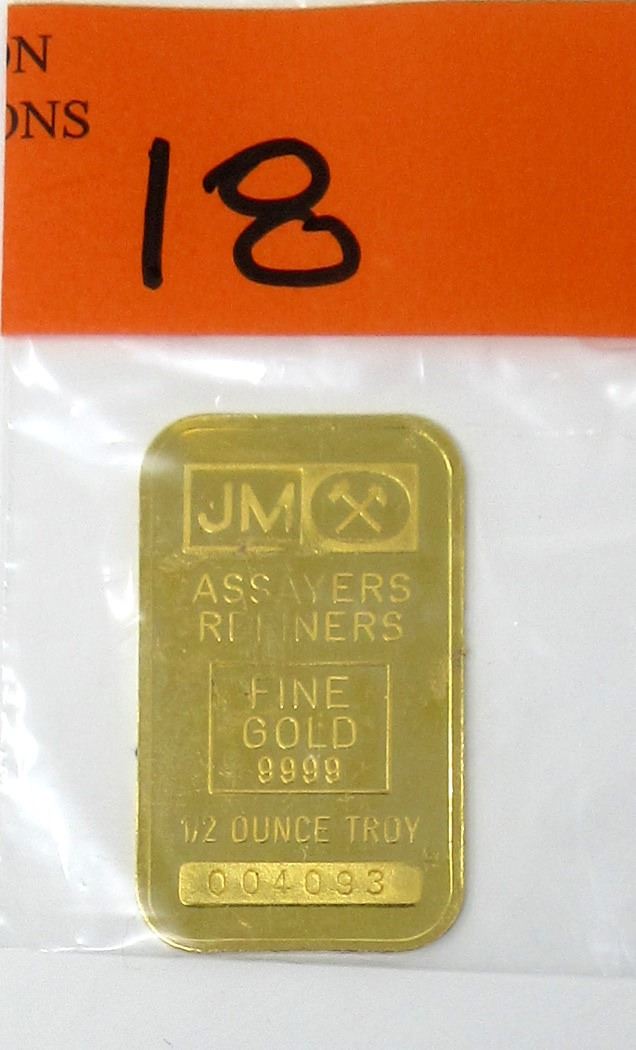 ON
ONS
18
JM
ASSAYERS
REFINERS
FINE
GOLD
9999
1/2 OUNCE TROY
004093